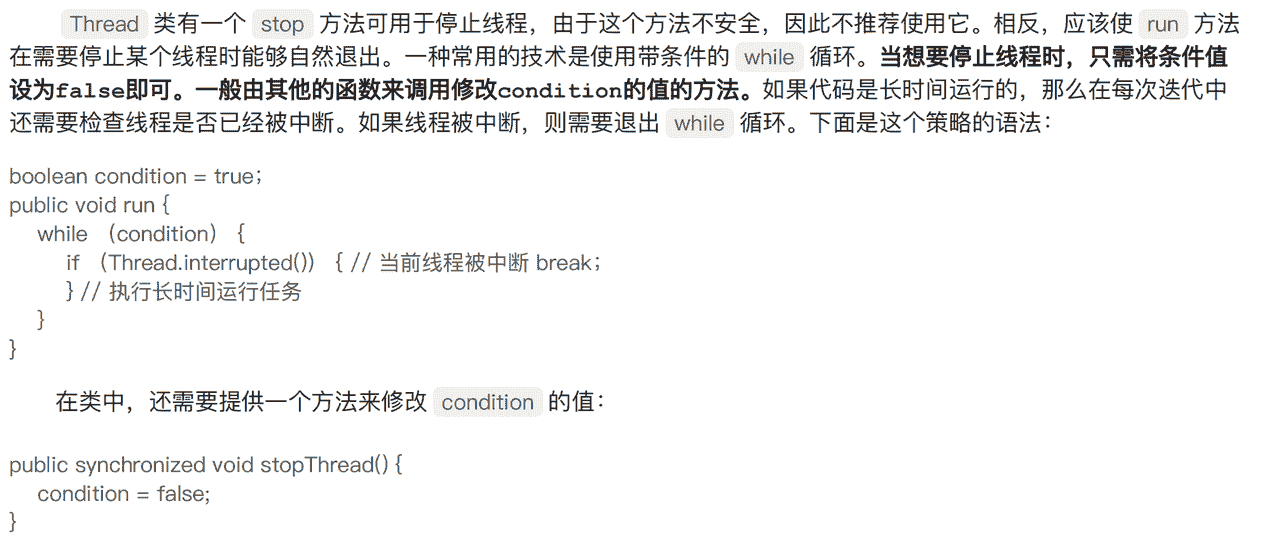 Thread 类有一个 stop 方法可用于停止线程，由于这个方法不安全，因此不推荐使用它。相反，应该使 run 方法
在需要停止某个线程时能够自然退出。一种常用的技术是使用带条件的 while 循环。当想要停止线程时，只需将条件值
设为false即可。一般由其他的函数来调用修改condition的值的方法。如果代码是长时间运行的，那么在每次迭代中
还需要检查线程是否已经被中断。如果线程被中断，则需要退出 while 循环。下面是这个策略的语法：
boolean condition = true；
public void run {
while （condition） {
if （Thread.interrupted()） { // 当前线程被中断 break；
} // 执行长时间运行任务
}
}
在类中，还需要提供一个方法来修改 condition 的值：
public synchronized void stopThread() {
condition = false;
}